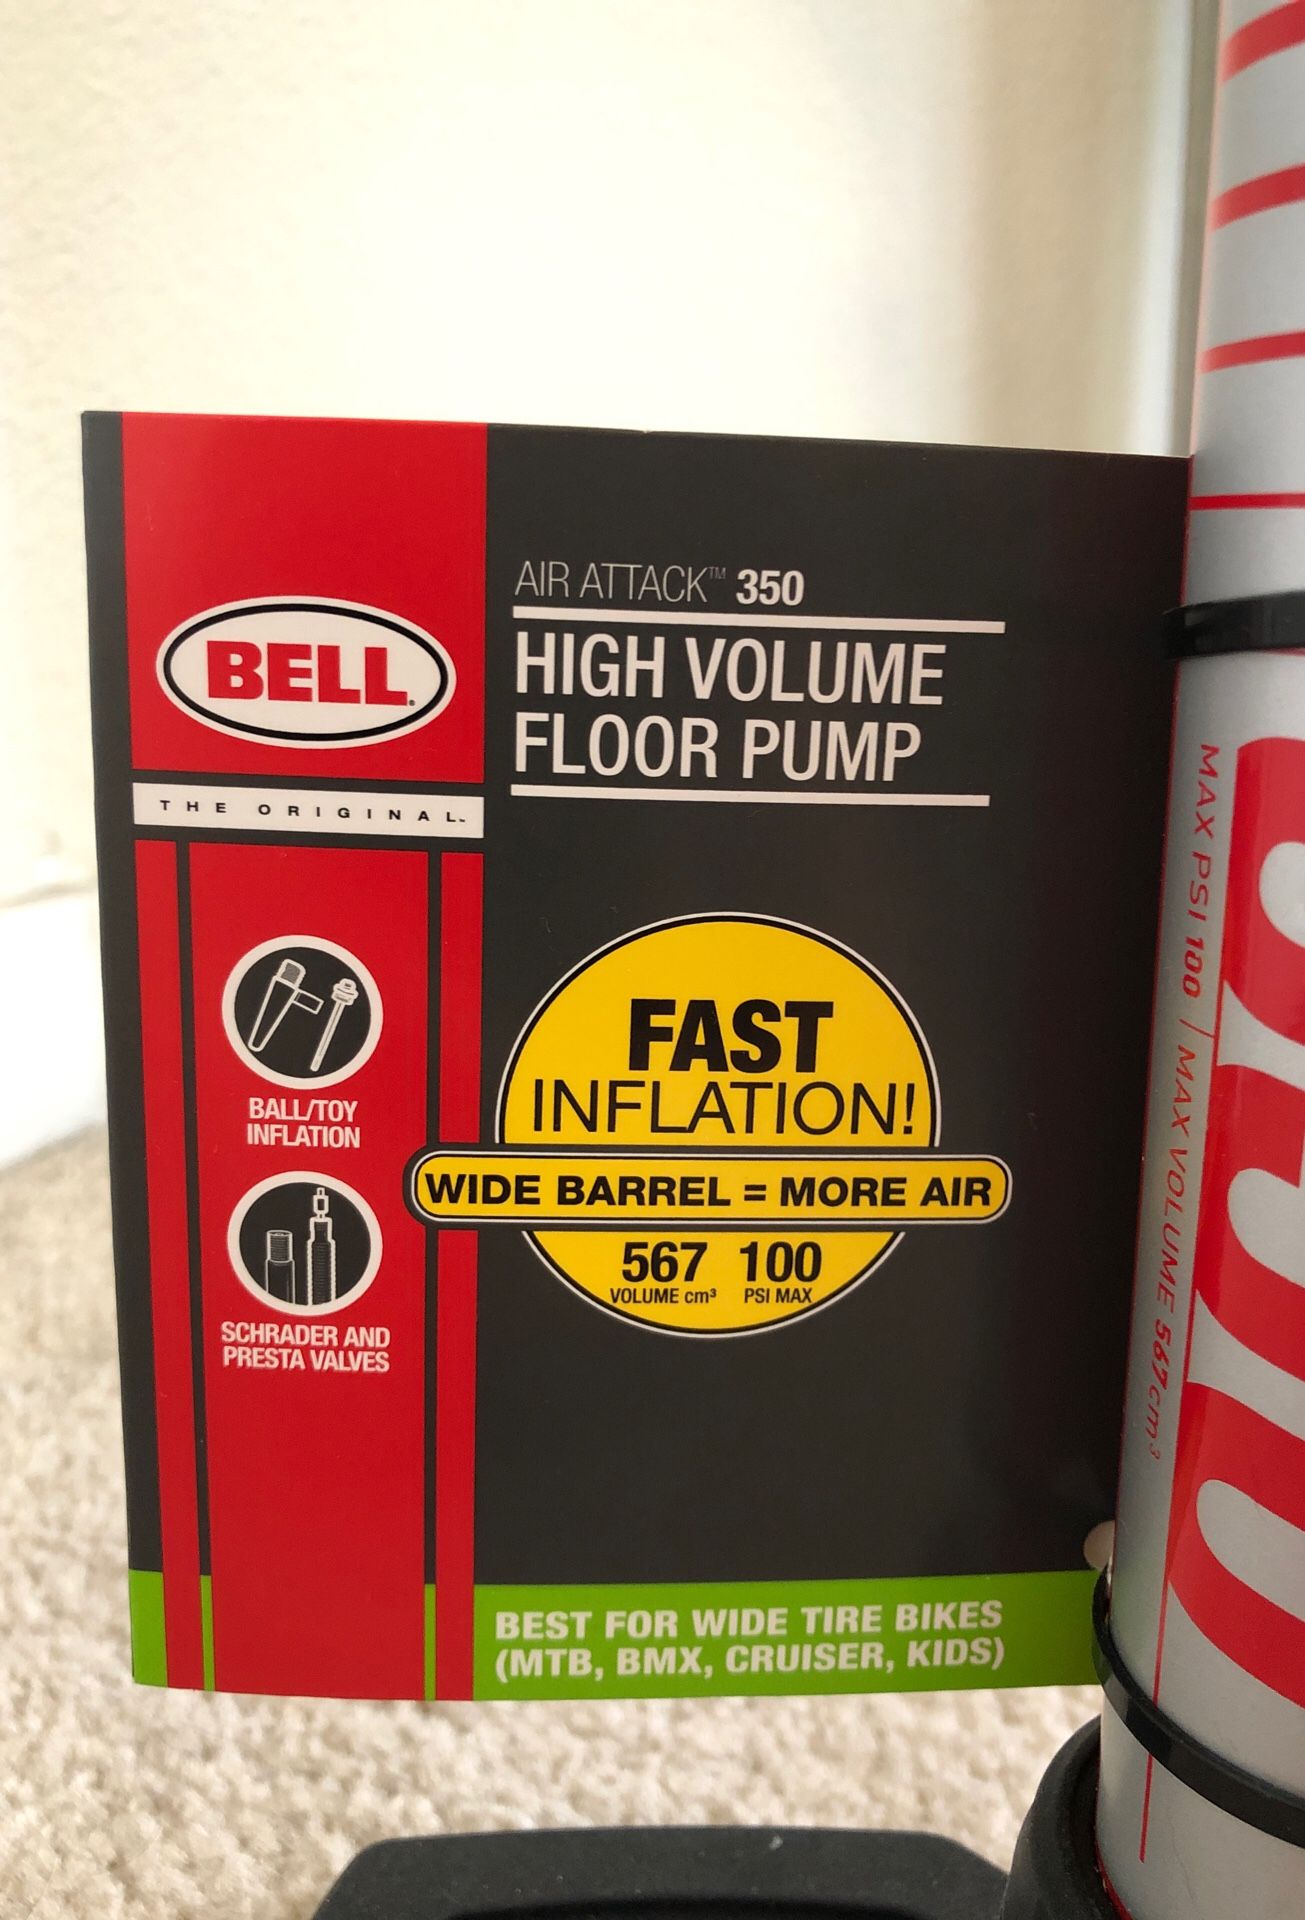 AIR ATTACK™ 350
HIGH VOLUME
FLOOR PUMP
BELL®
THE ORIGINAL™
BALL/TOY
INFLATION
SCHRADER AND
PRESTA VALVES
FAST
INFLATION!
WIDE BARREL = MORE AIR
567 100
VOLUME cm³ PSI MAX
BEST FOR WIDE TIRE BIKES
(MTB, BMX, CRUISER, KIDS)
MAX PSI 100 | MAX VOLUME 567cm³